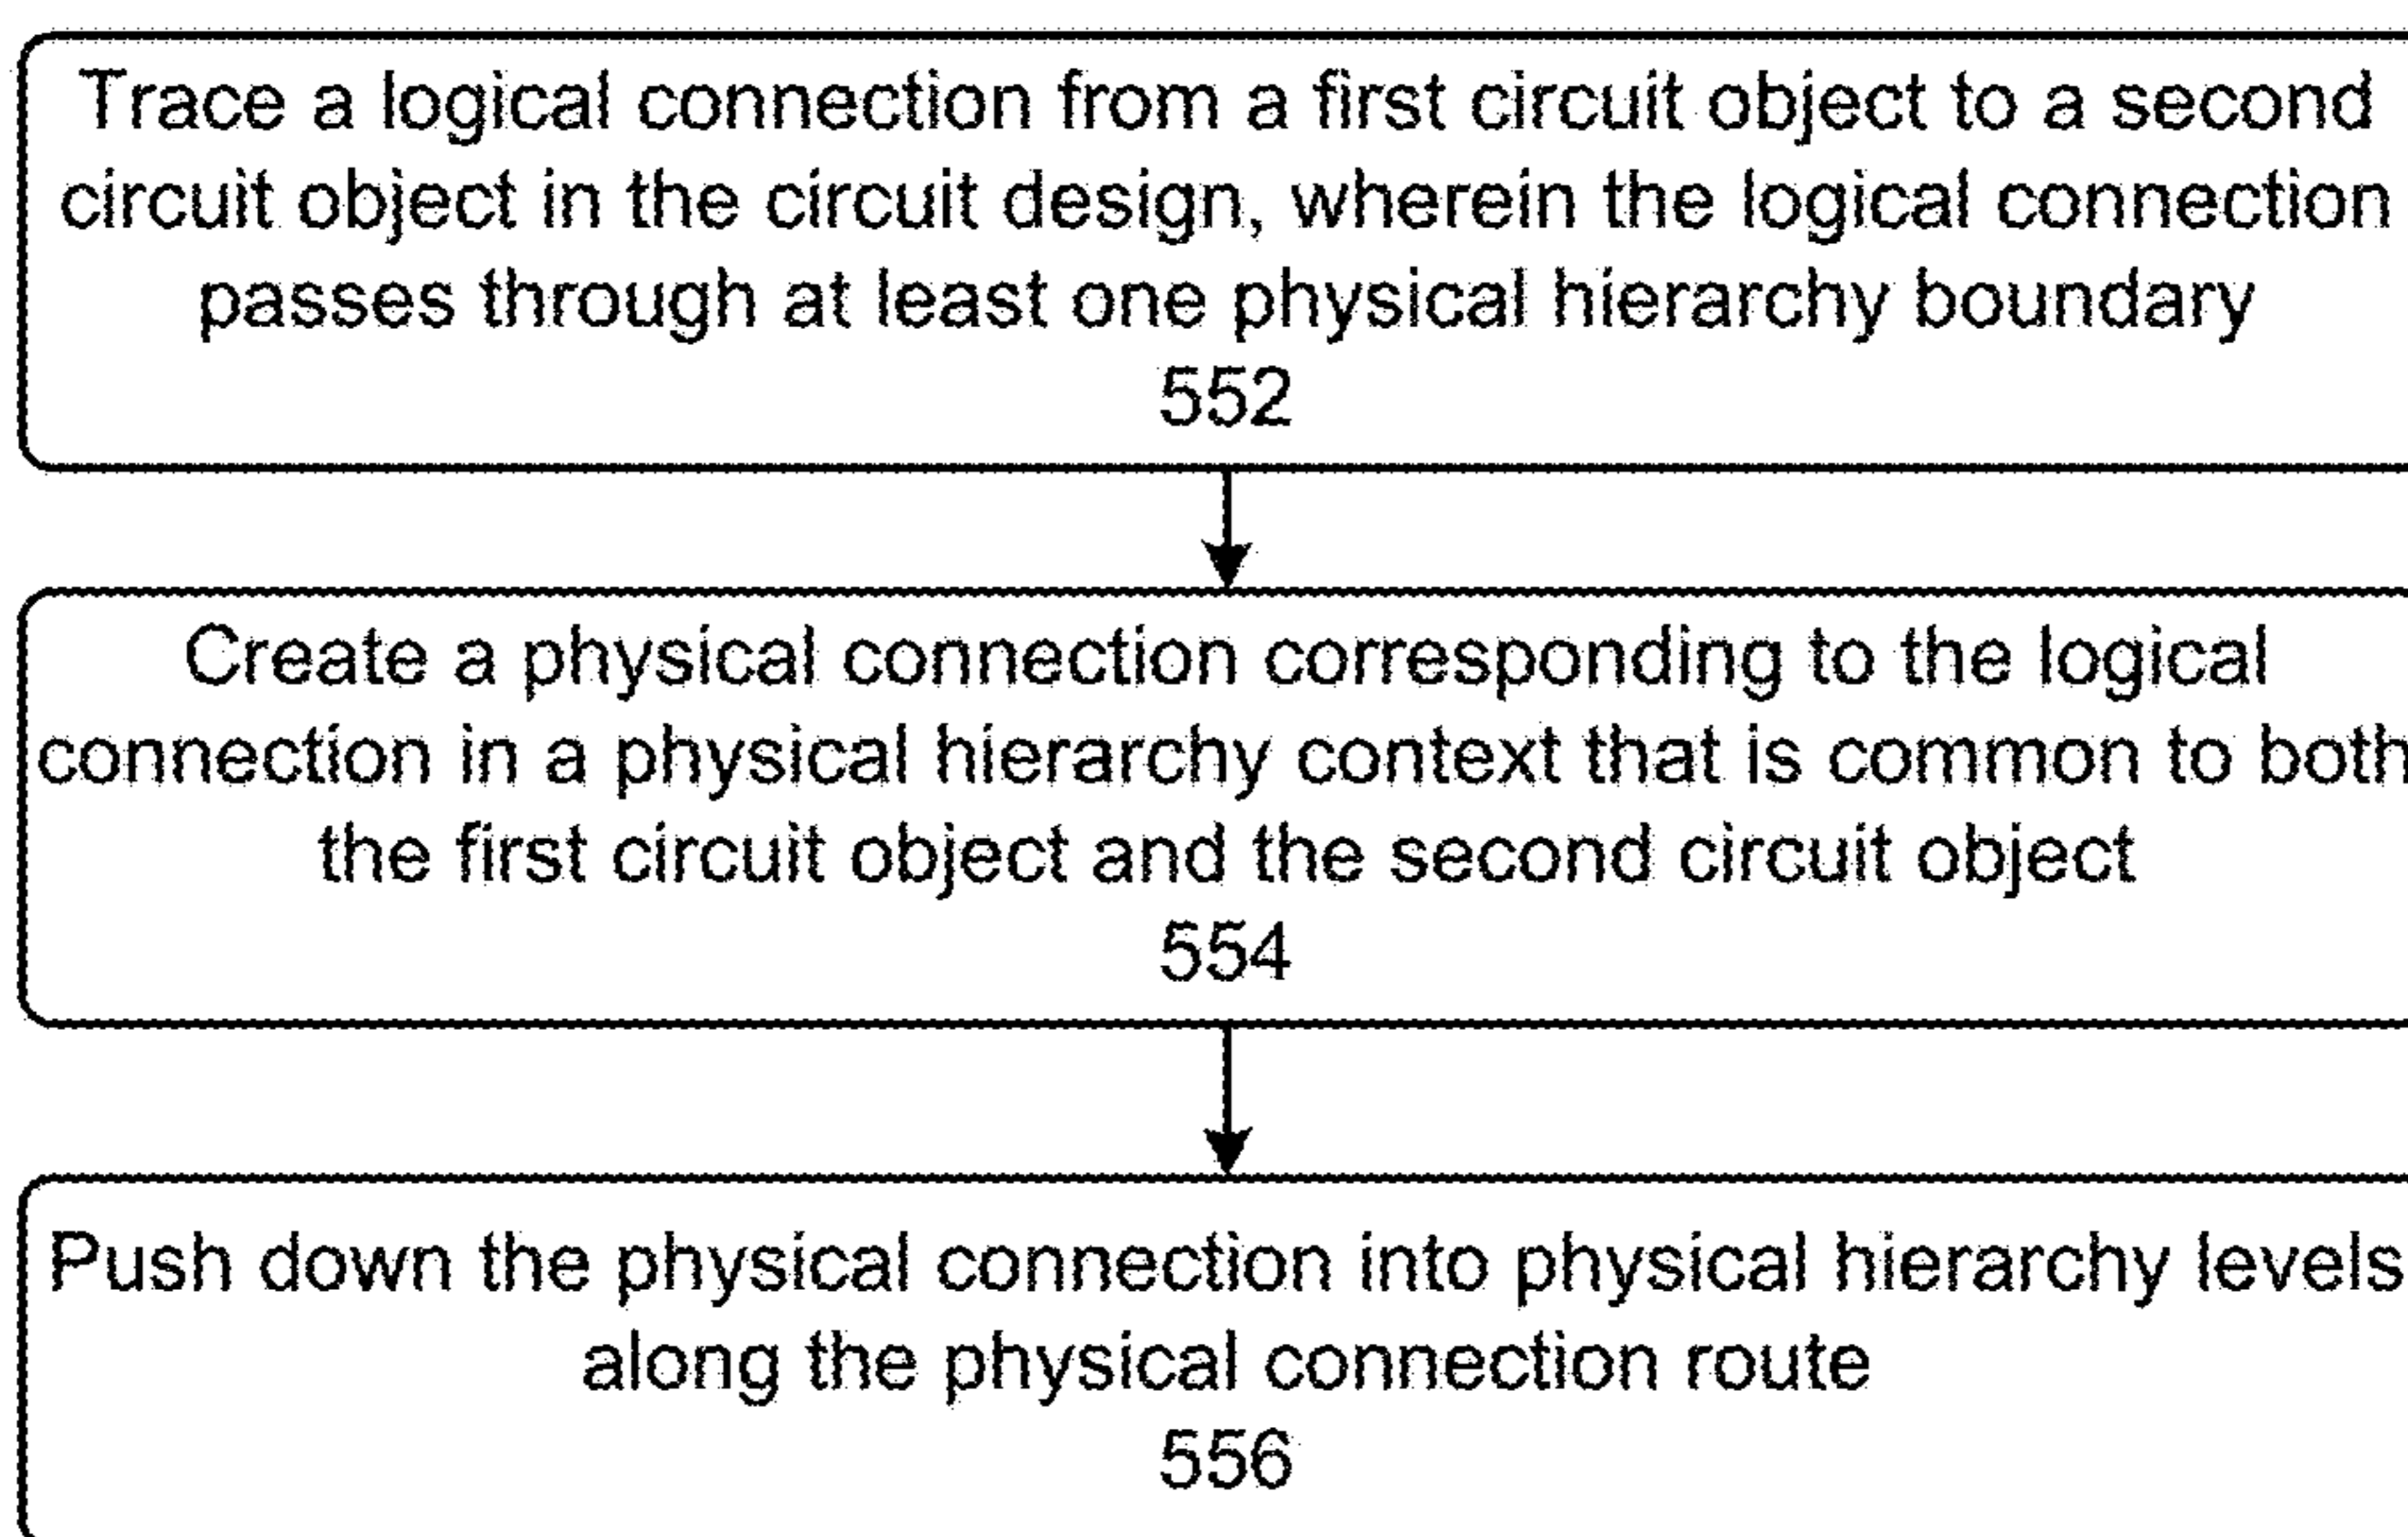 Trace a logical connection from a first circuit object to a second
circuit object in the circuit design, wherein the logical connection
passes through at least one physical hierarchy boundary
552
Create a physical connection corresponding to the logical
connection in a physical hierarchy context that is common to both
the first circuit object and the second circuit object
554
Push down the physical connection into physical hierarchy levels
along the physical connection route
556